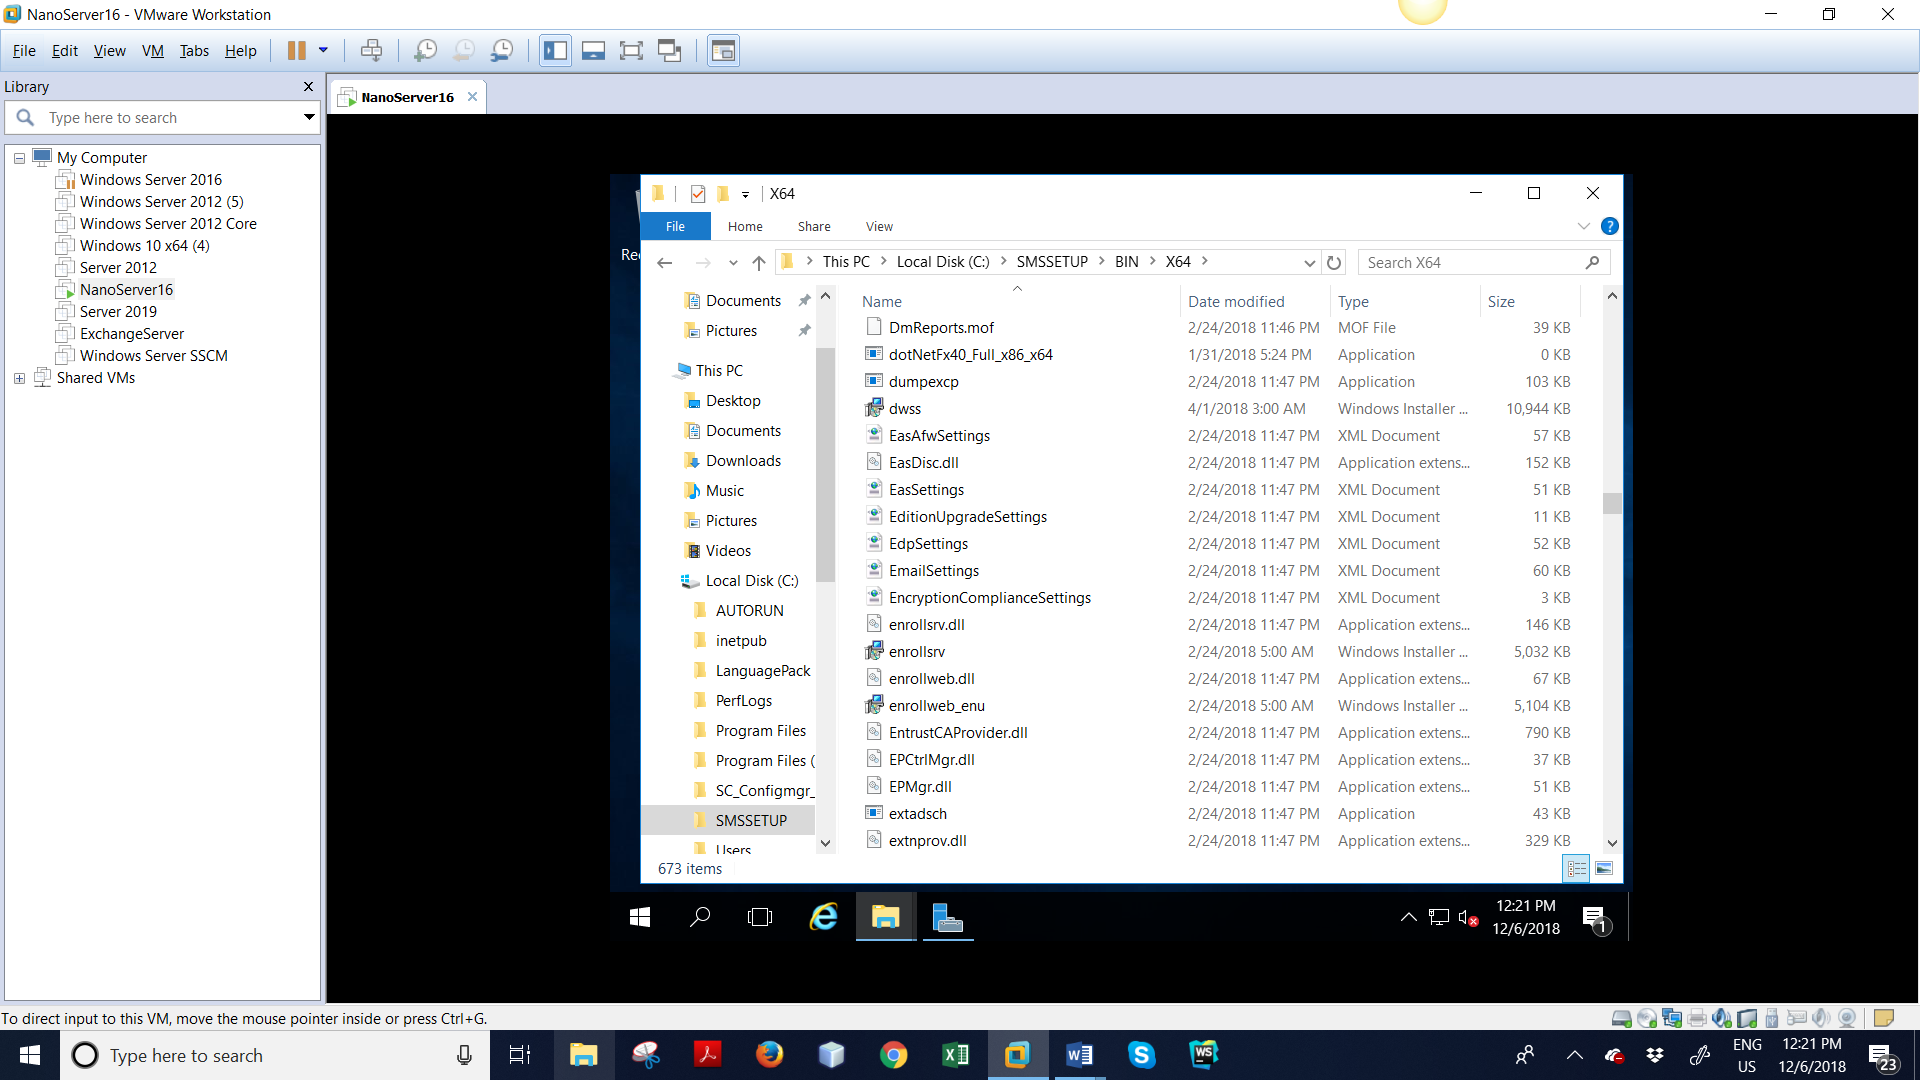 NanoServer16 - VMware Workstation
File Edit View VM Tabs Help
Library
Type here to search
My Computer
Windows Server 2016
Windows Server 2012 (5)
Windows Server 2012 Core
Windows 10 x64 (4)
Server 2012
NanoServer16
Server 2019
ExchangeServer
Windows Server SSCM
Shared VMs
NanoServer16
Rec
X64
File Home Share View
This PC Local Disk (C:) SMSSETUP BIN X64
Search X64
Documents
Pictures
This PC
Desktop
Documents
Downloads
Music
Pictures
Videos
Local Disk (C:)
AUTORUN
inetpub
LanguagePack
PerfLogs
Program Files
Program Files (
SC_Configmgr_
SMSSETUP
Users
Name Date modified Type Size
DmReports.mof 2/24/2018 11:46 PM MOF File 39 KB
dotNetFx40_Full_x86_x64 1/31/2018 5:24 PM Application 0 KB
dumpexcp 2/24/2018 11:47 PM Application 103 KB
dwss 4/1/2018 3:00 AM Windows Installer ... 10,944 KB
EasAfwSettings 2/24/2018 11:47 PM XML Document 57 KB
EasDisc.dll 2/24/2018 11:47 PM Application extens... 152 KB
EasSettings 2/24/2018 11:47 PM XML Document 51 KB
EditionUpgradeSettings 2/24/2018 11:47 PM XML Document 11 KB
EdpSettings 2/24/2018 11:47 PM XML Document 52 KB
EmailSettings 2/24/2018 11:47 PM XML Document 60 KB
EncryptionComplianceSettings 2/24/2018 11:47 PM XML Document 3 KB
enrollsrv.dll 2/24/2018 11:47 PM Application extens... 146 KB
enrollsrv 2/24/2018 5:00 AM Windows Installer ... 5,032 KB
enrollweb.dll 2/24/2018 11:47 PM Application extens... 67 KB
enrollweb_enu 2/24/2018 5:00 AM Windows Installer ... 5,104 KB
EntrustCAProvider.dll 2/24/2018 11:47 PM Application extens... 790 KB
EPCtrlMgr.dll 2/24/2018 11:47 PM Application extens... 37 KB
EPMgr.dll 2/24/2018 11:47 PM Application extens... 51 KB
extadsch 2/24/2018 11:47 PM Application 43 KB
extnprov.dll 2/24/2018 11:47 PM Application extens... 329 KB
673 items
12:21 PM
12/6/2018
1
To direct input to this VM, move the mouse pointer inside or press Ctrl+G.
Type here to search
WS
ENG
US
12:21 PM
12/6/2018
23